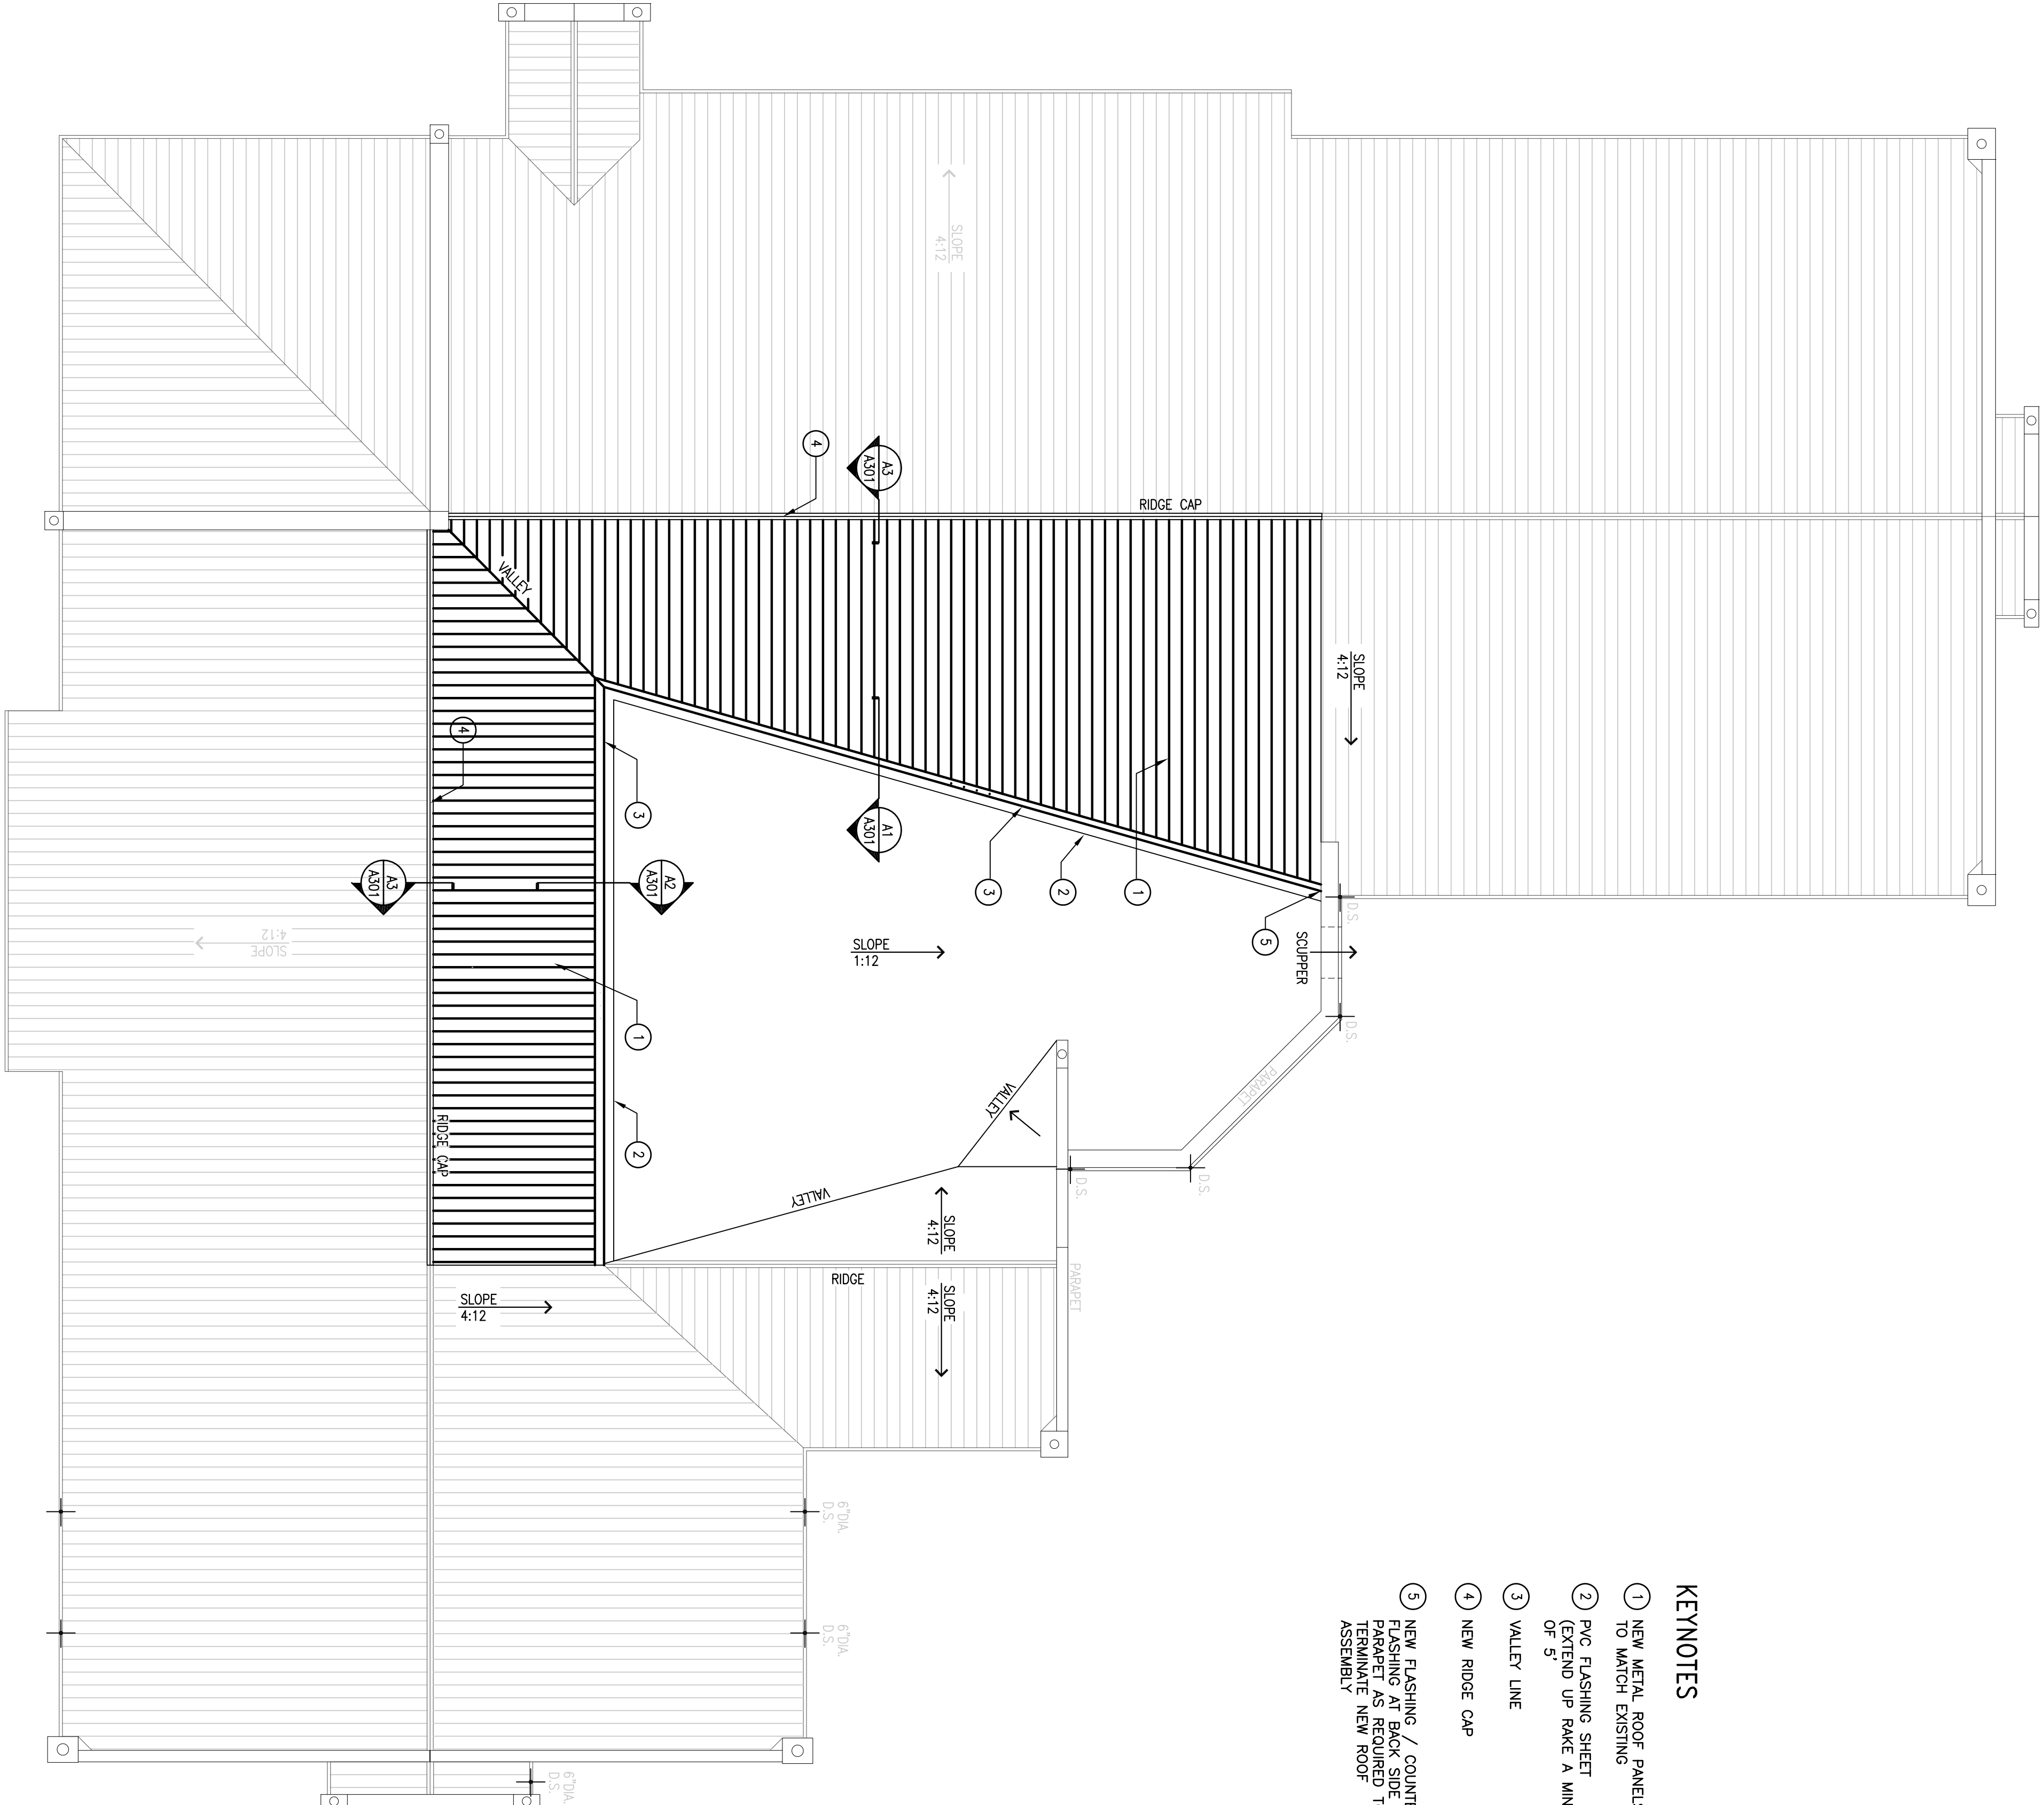 KEYNOTES
1 NEW METAL ROOF PANELS
TO MATCH EXISTING
2 PVC FLASHING SHEET
(EXTEND UP RAKE A MIN
OF 5'
3 VALLEY LINE
4 NEW RIDGE CAP
5 NEW FLASHING / COUNTE
FLASHING AT BACK SIDE
PARAPET AS REQUIRED T
TERMINATE NEW ROOF
ASSEMBLY
SLOPE
4:12
SLOPE
4:12
RIDGE CAP
4
A3
A301
VALLEY
3
A1
A301
3
2
1
5
SCUPPER
D.S.
D.S.
PARAPET
D.S.
D.S.
PARAPET
SLOPE
1:12
VALLEY
VALLEY
SLOPE
4:12
SLOPE
4:12
RIDGE
4
A3
A301
A2
A301
1
2
RIDGE CAP
SLOPE
4:12
SLOPE
4:12
6"DIA.
D.S.
6"DIA.
D.S.
6"DIA.
D.S.